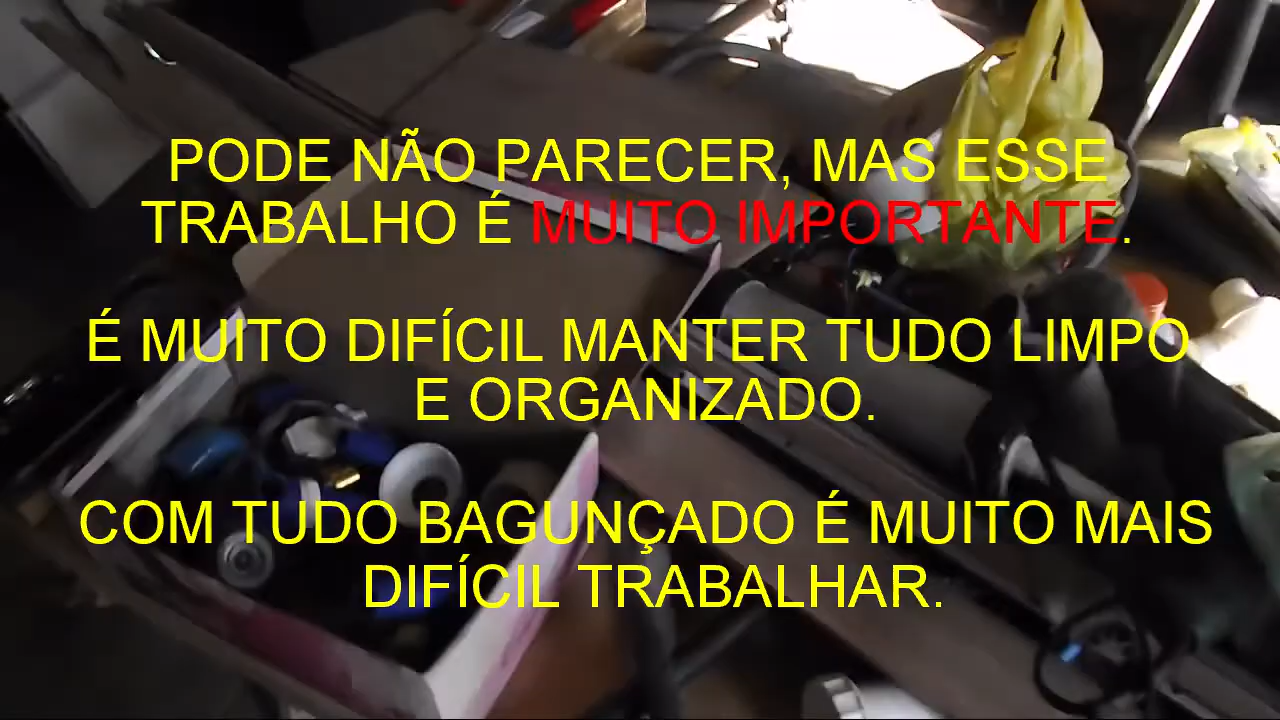 PODE NÃO PARECER, MAS ESSE
TRABALHO É MUITO IMPORTANTE.
É MUITO DIFÍCIL MANTER TUDO LIMPO
E ORGANIZADO.
COM TUDO BAGUNÇADO É MUITO MAIS
DIFÍCIL TRABALHAR.